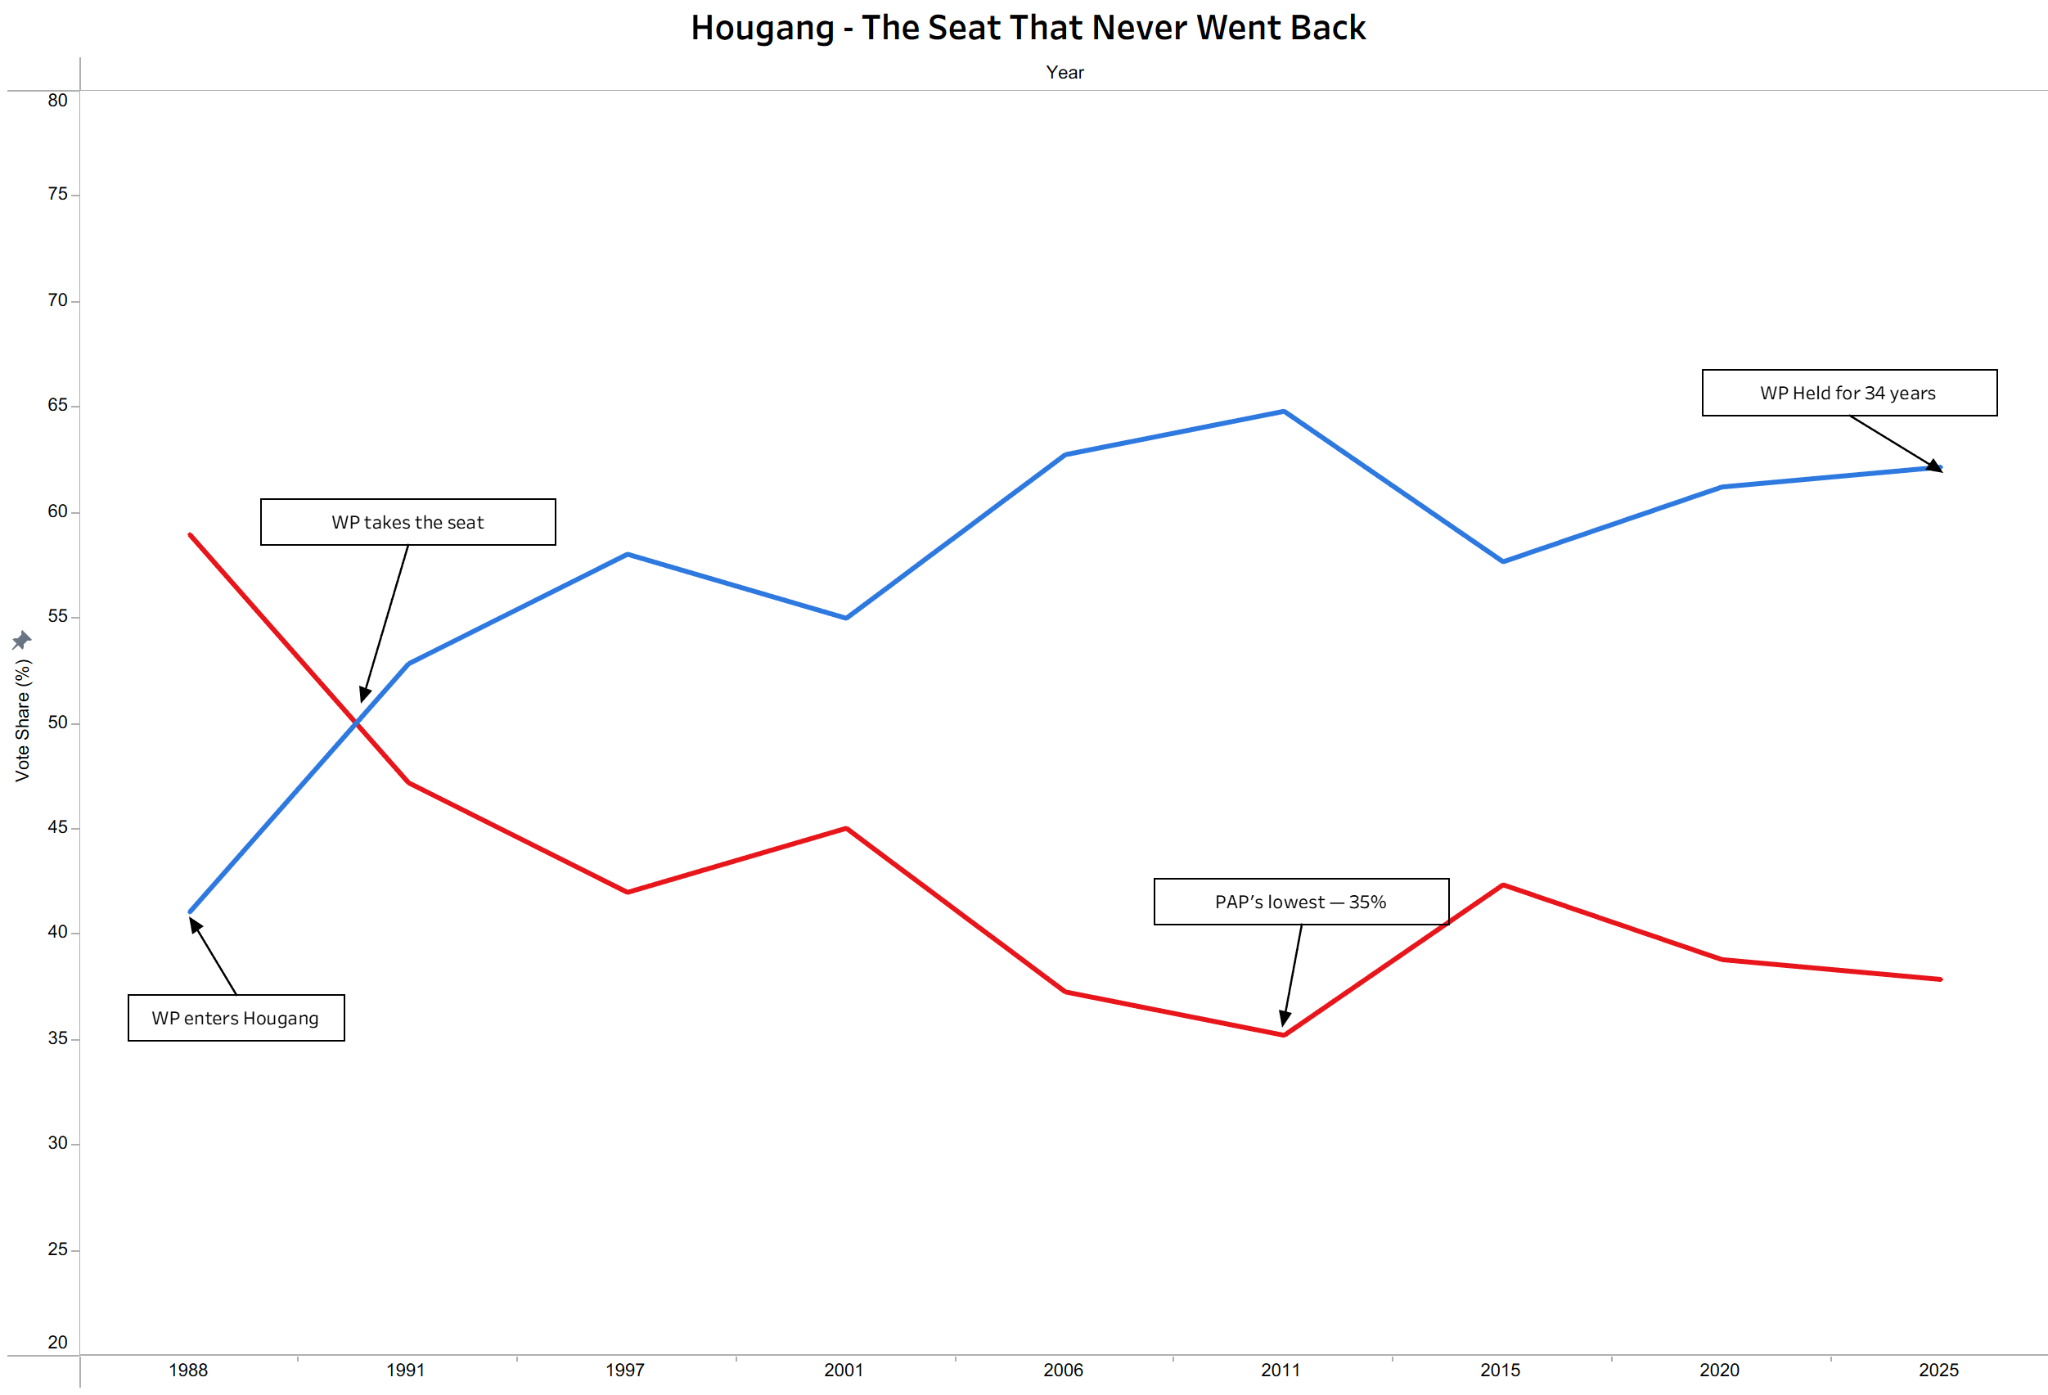 Hougang - The Seat That Never Went Back
Year
80
75
70
65
60
55
50
45
40
35
30
25
20
Vote Share (%)
WP Held for 34 years
WP takes the seat
PAP’s lowest — 35%
WP enters Hougang
1988 1991 1997 2001 2006 2011 2015 2020 2025